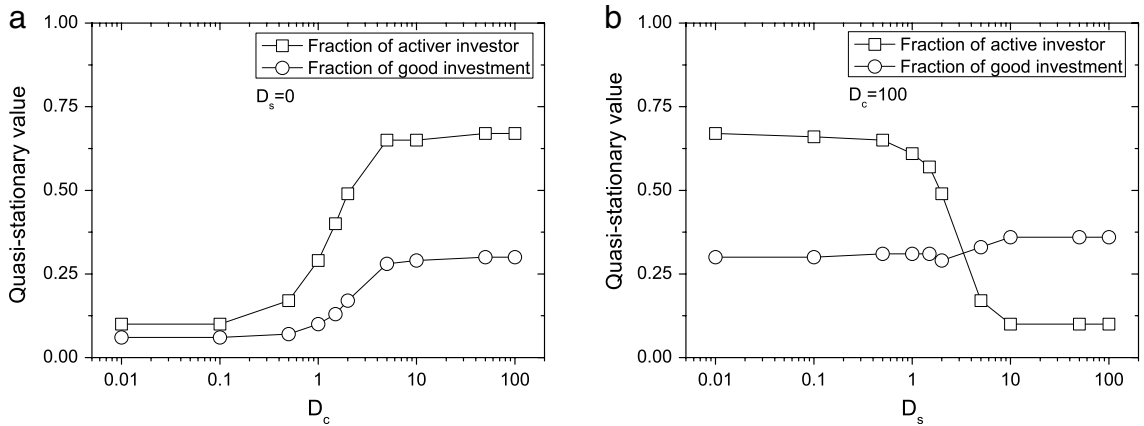 a
1.00
0.75
0.50
0.25
0.00
Quasi-stationary value
Fraction of activer investor
Fraction of good investment
D_s=0
0.01 0.1 1 10 100
D_c
b
1.00
0.75
0.50
0.25
0.00
Quasi-stationary value
Fraction of active investor
Fraction of good investment
D_c=100
0.01 0.1 1 10 100
D_s